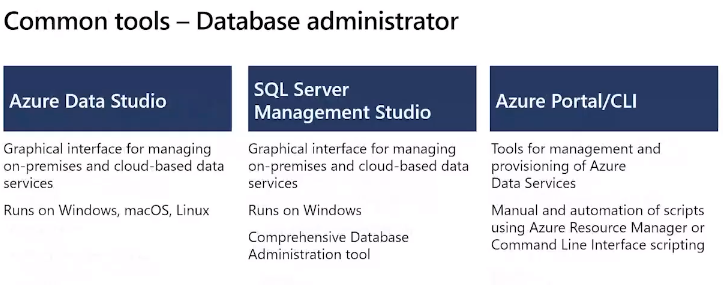 Common tools – Database administrator
Azure Data Studio
Graphical interface for managing
on-premises and cloud-based data
services
Runs on Windows, macOS, Linux
SQL Server
Management Studio
Graphical interface for managing
on-premises and cloud-based data
services
Runs on Windows
Comprehensive Database
Administration tool
Azure Portal/CLI
Tools for management and
provisioning of Azure
Data Services
Manual and automation of scripts
using Azure Resource Manager or
Command Line Interface scripting